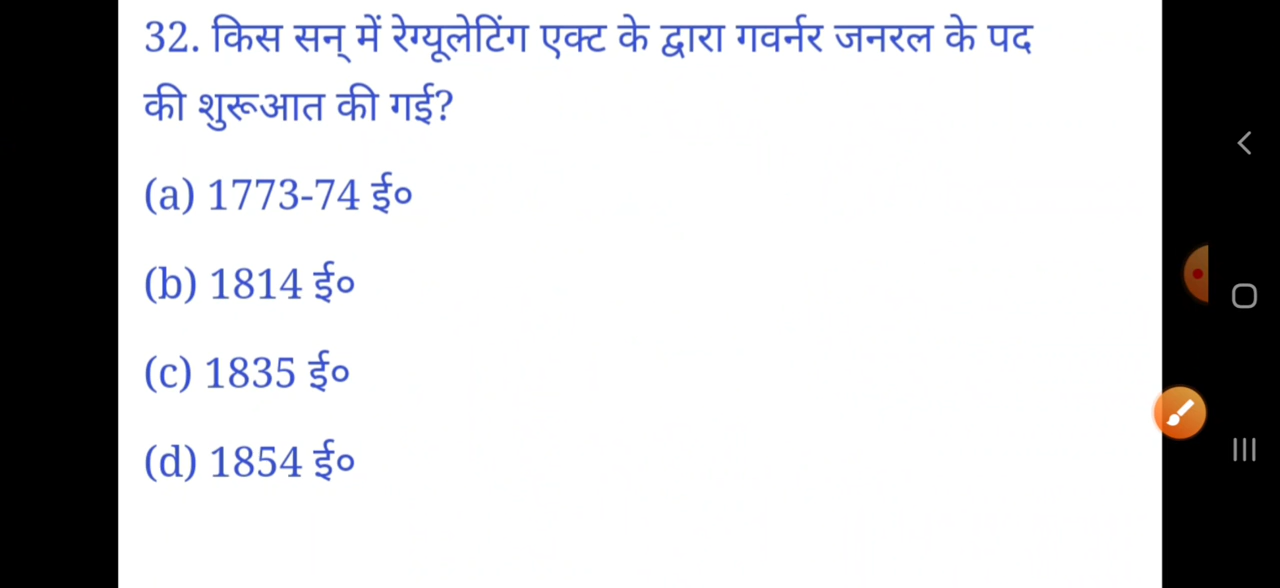 32. किस सन् में रेग्यूलेटिंग एक्ट के द्वारा गवर्नर जनरल के पद
की शुरूआत की गई?
(a) 1773-74 ई०
(b) 1814 ई०
(c) 1835 ई०
(d) 1854 ई०